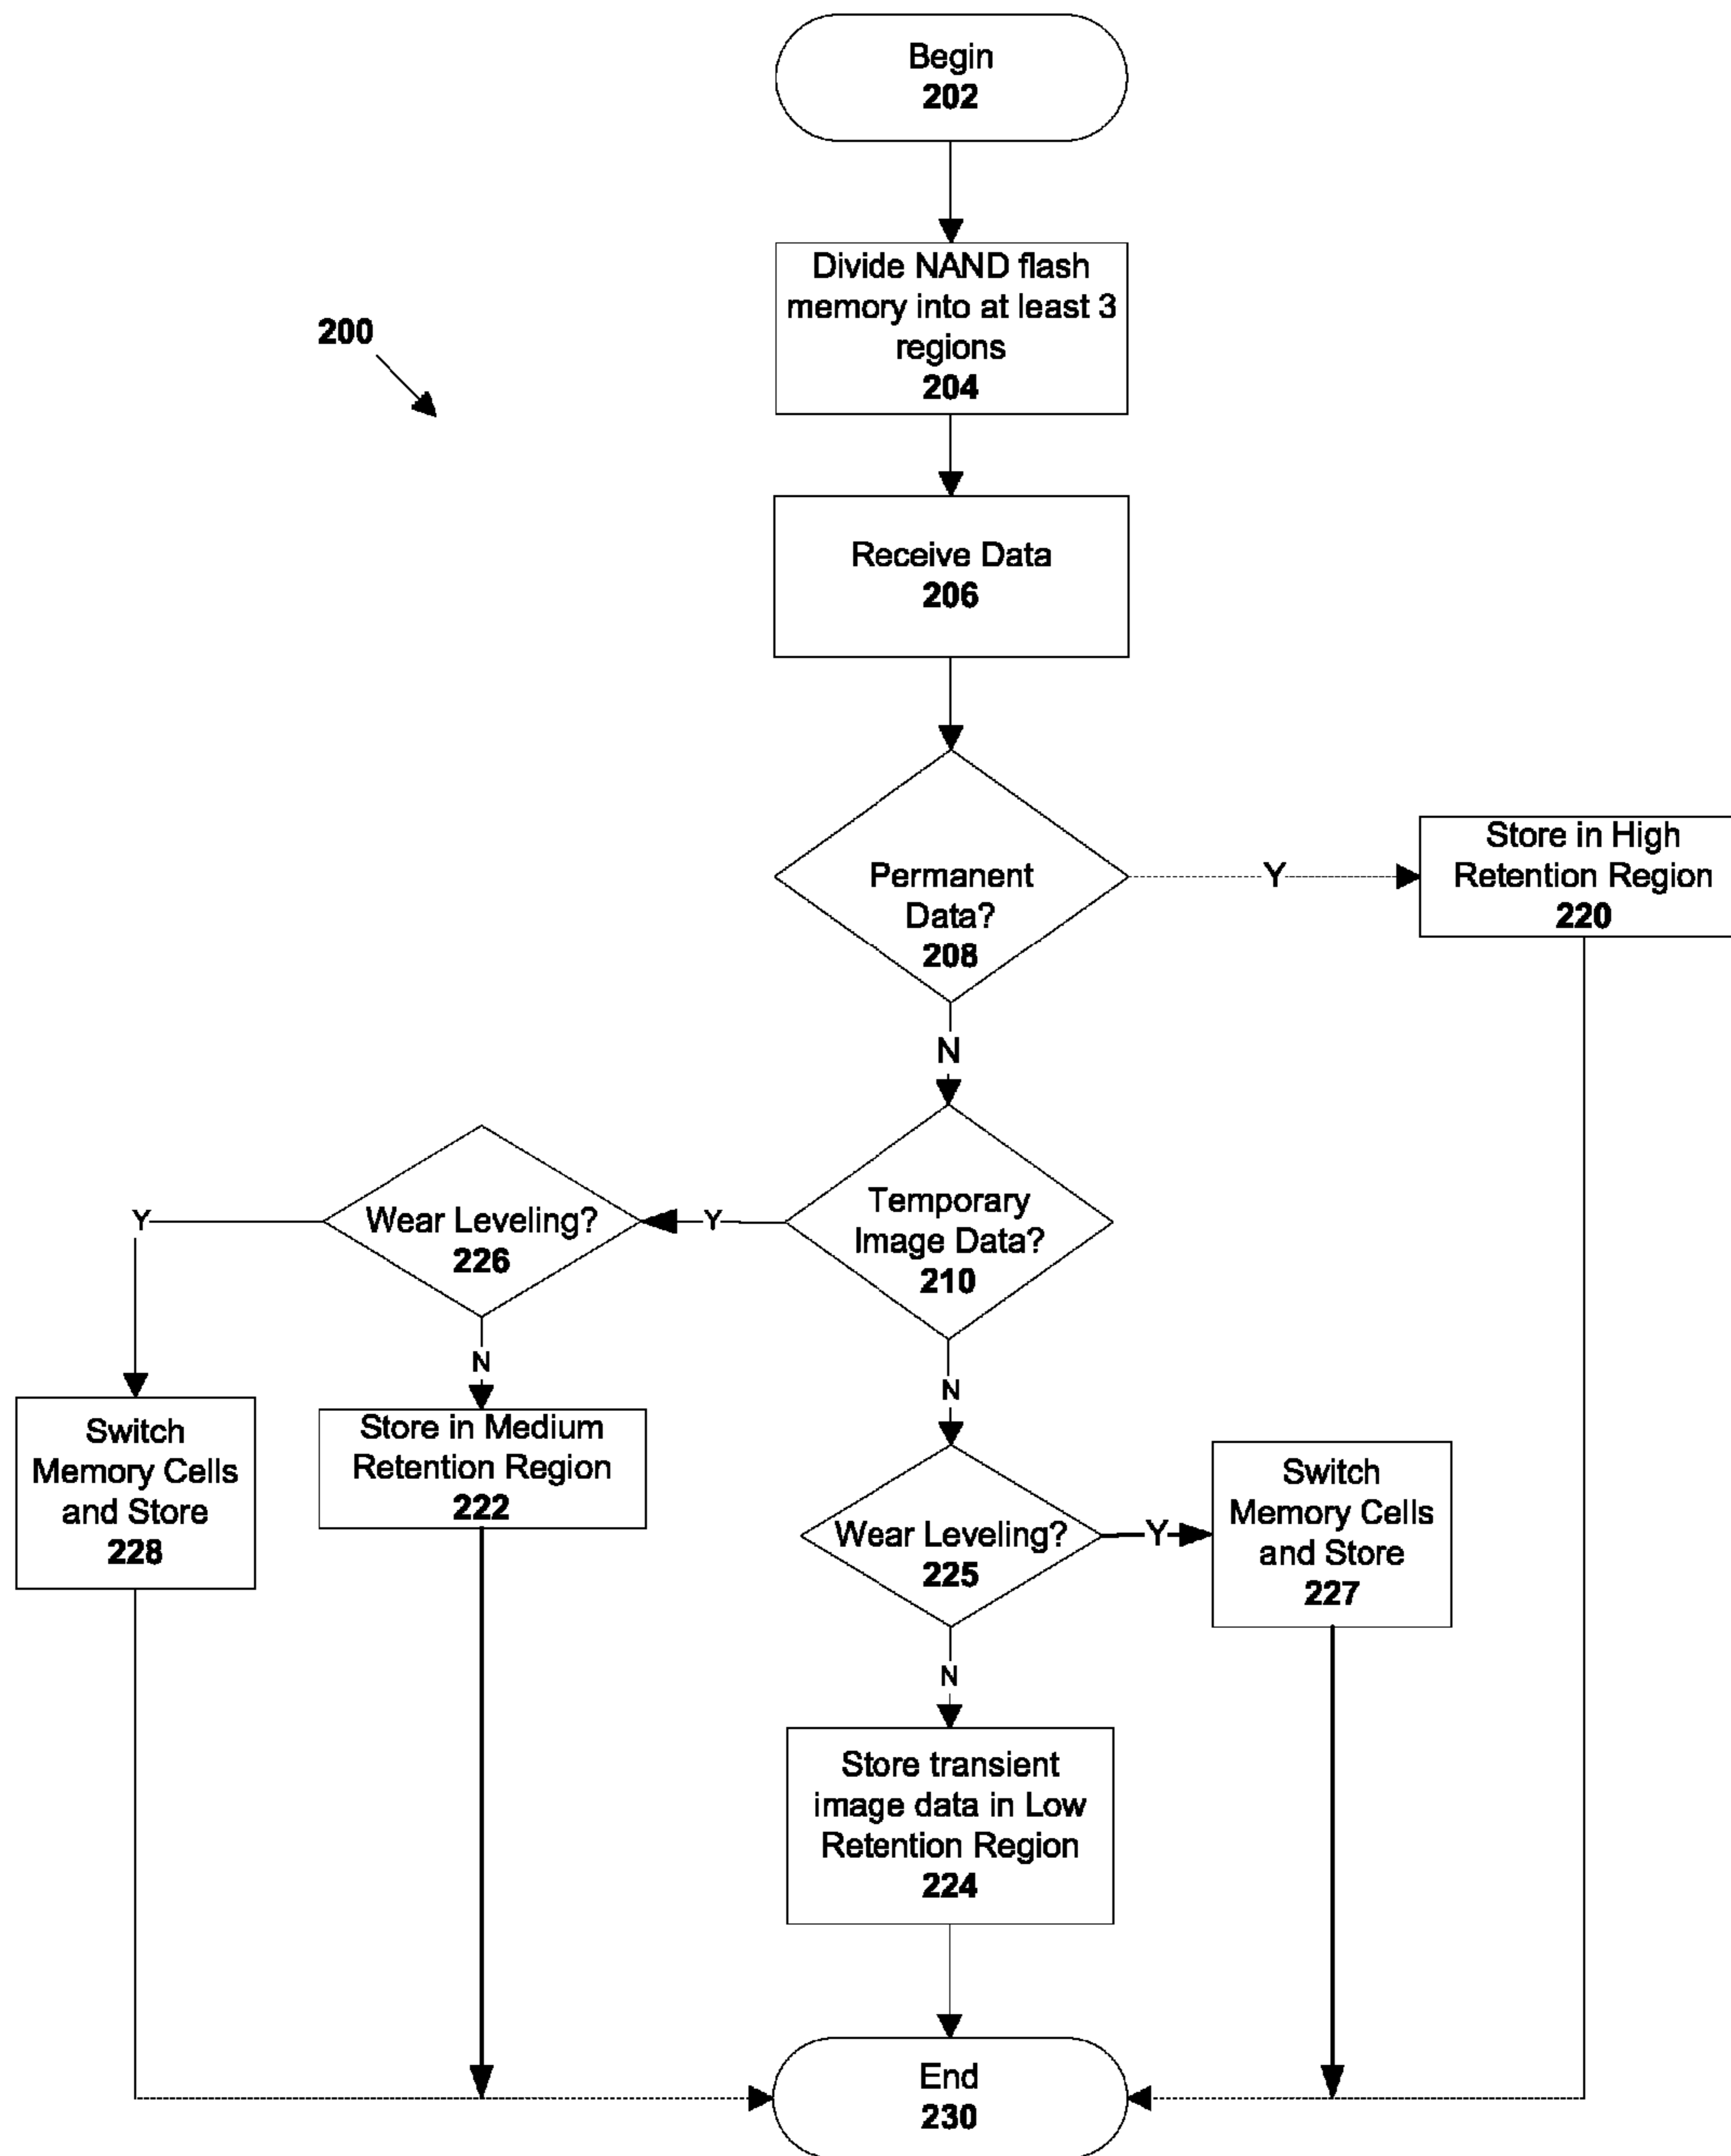 Begin
202
200
Divide NAND flash
memory into at least 3
regions
204
Receive Data
206
Permanent
Data?
208
Y
Store in High
Retention Region
220
N
Temporary
Image Data?
210
Y
Wear Leveling?
226
Y
N
Switch
Memory Cells
and Store
228
Store in Medium
Retention Region
222
N
Wear Leveling?
225
Y
Switch
Memory Cells
and Store
227
N
Store transient
image data in Low
Retention Region
224
End
230